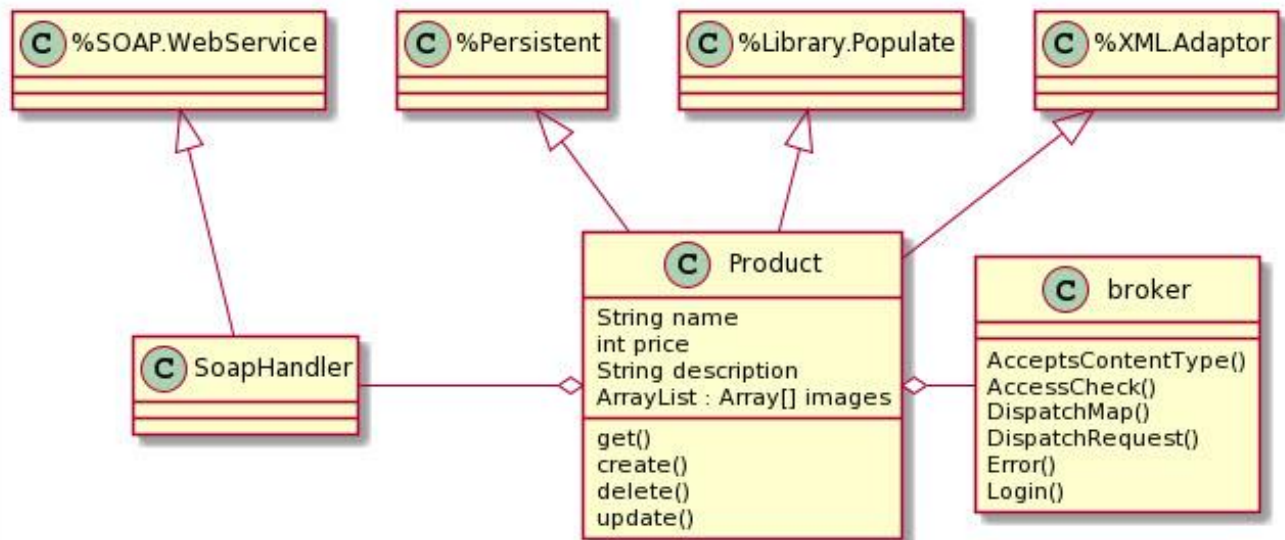 C %SOAP.WebService
C %Persistent
C %Library.Populate
C %XML.Adaptor
C Product
String name
int price
String description
ArrayList : Array[] images
get()
create()
delete()
update()
C broker
AcceptsContentType()
AccessCheck()
DispatchMap()
DispatchRequest()
Error()
Login()
C SoapHandler